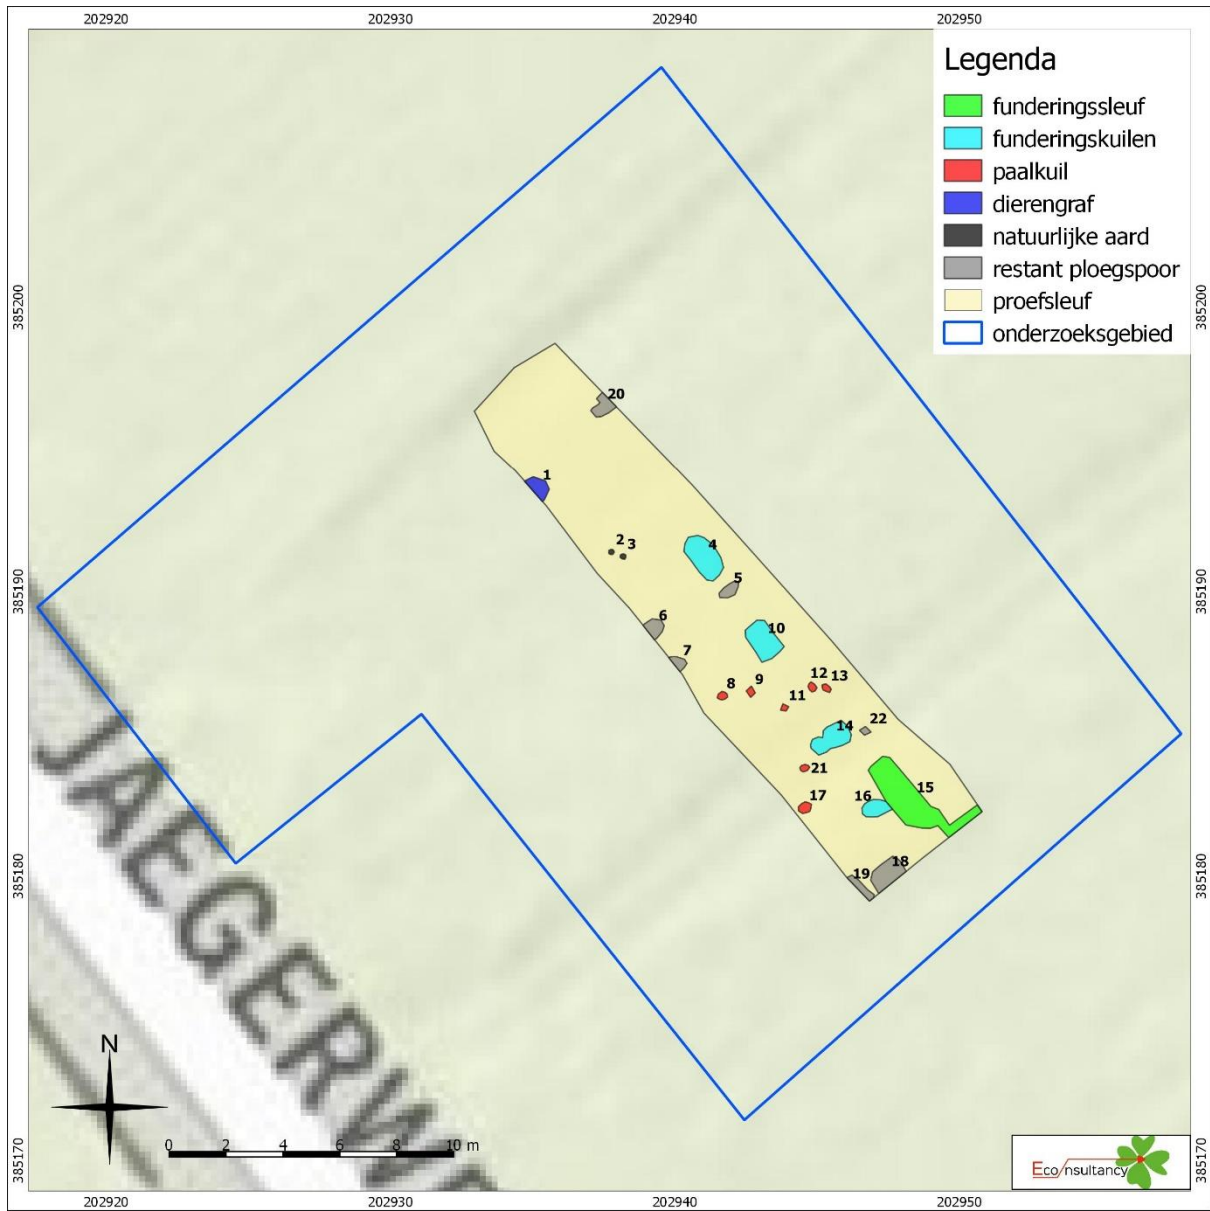 202920 202930 202940 202950
Legenda
funderingssleuf
funderingskuilen
paalkuil
dierengraf
natuurlijke aard
restant ploegspoor
proefsleuf
onderzoeksgebied
385200 385200
20
1
2 3 4
5
385190 385190
6 10
7
8 9 12 13
11
14 22
21
15
17 16
18
19
385180 385180
JAEGERWE
N
0 2 4 6 8 10 m
385170 385170
Eco/nsultancy
202920 202930 202940 202950